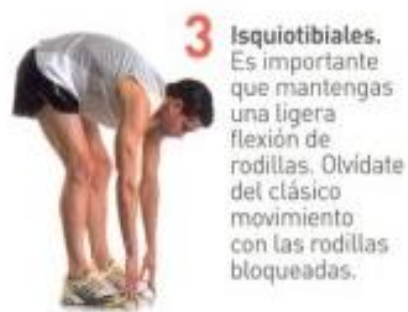 3
Isquiotibiales.
Es importante
que mantengas
una ligera
flexión de
rodillas. Olvídate
del clásico
movimiento
con las rodillas
bloqueadas.